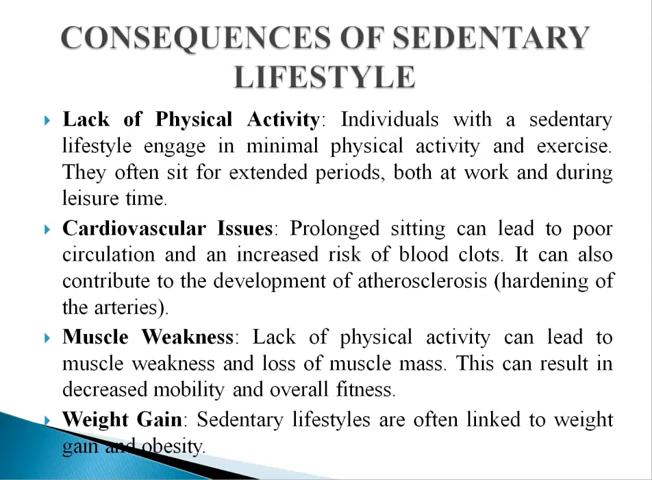 CONSEQUENCES OF SEDENTARY
LIFESTYLE
Lack of Physical Activity: Individuals with a sedentary
lifestyle engage in minimal physical activity and exercise.
They often sit for extended periods, both at work and during
leisure time.
Cardiovascular Issues: Prolonged sitting can lead to poor
circulation and an increased risk of blood clots. It can also
contribute to the development of atherosclerosis (hardening of
the arteries).
Muscle Weakness: Lack of physical activity can lead to
muscle weakness and loss of muscle mass. This can result in
decreased mobility and overall fitness.
Weight Gain: Sedentary lifestyles are often linked to weight
gain and obesity.